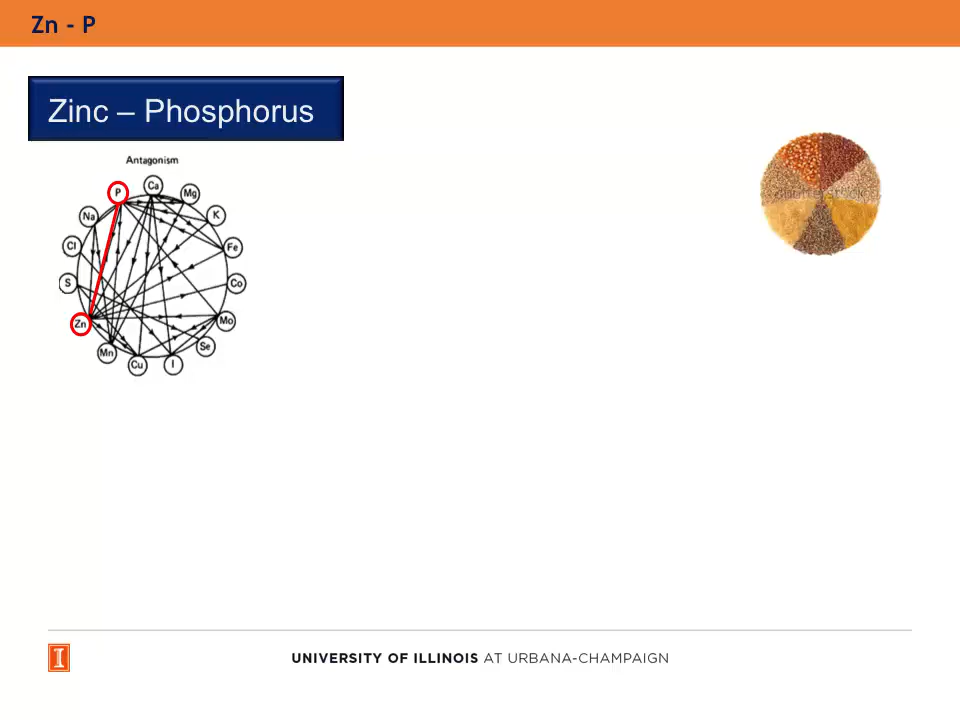 Zn - P
Zinc – Phosphorus
Antagonism
P
Ca
Mg
Na
K
Cl
Fe
S
Co
Zn
Mo
Mn
Se
Cu
I
I
UNIVERSITY OF ILLINOIS AT URBANA-CHAMPAIGN